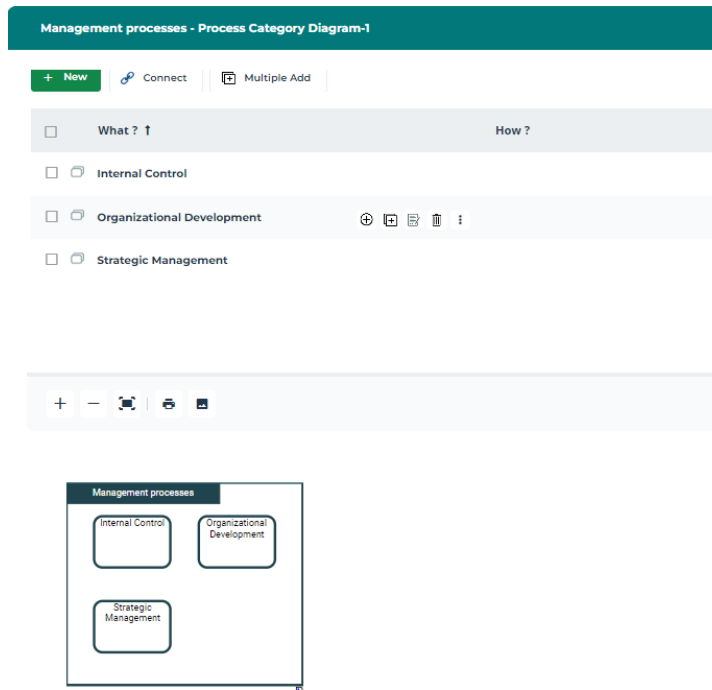 Management processes - Process Category Diagram-1
New Connect Multiple Add
What ? How ?
Internal Control
Organizational Development
Strategic Management
Management processes
Internal Control
Organizational
Development
Strategic
Management